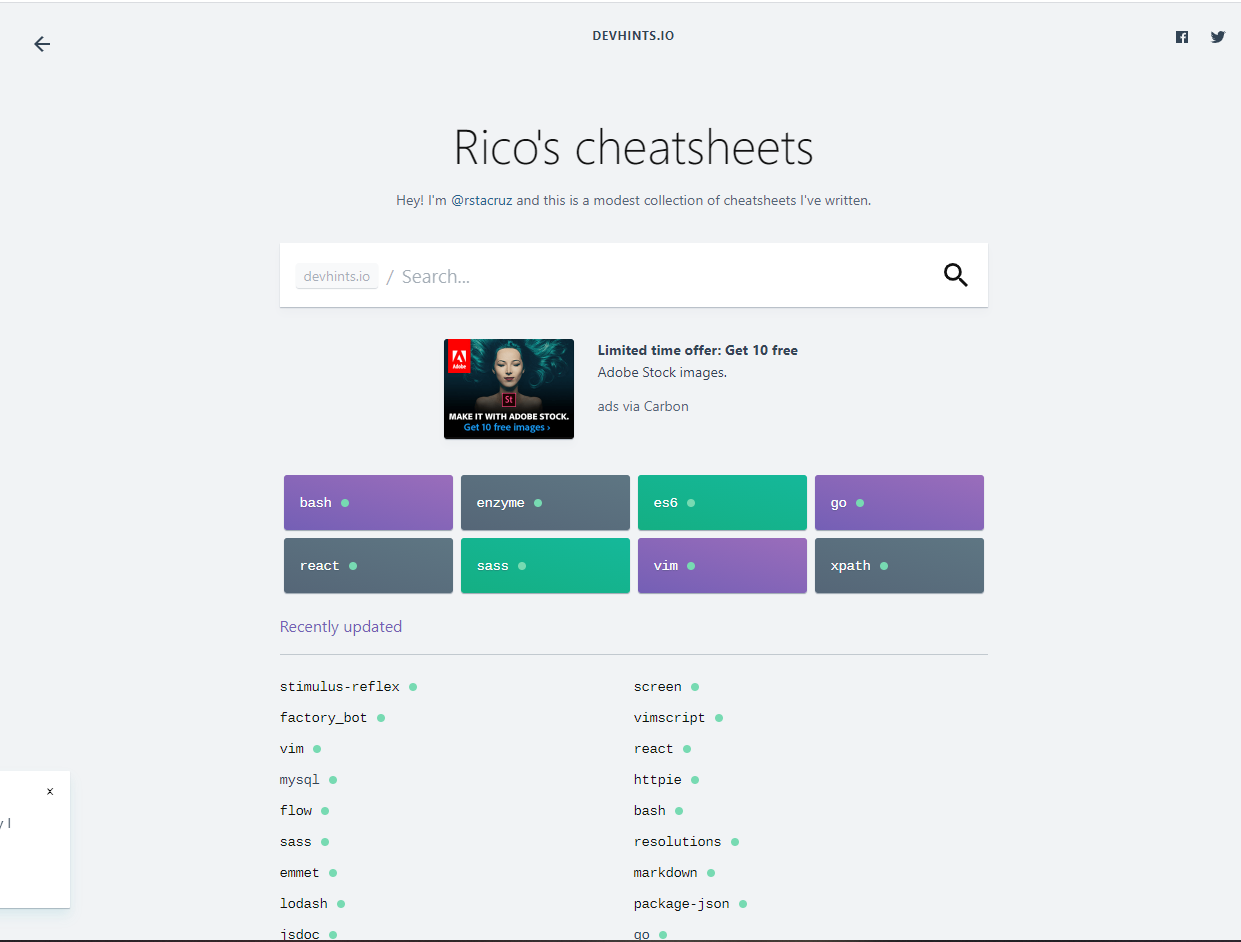 DEVHINTS.IO
Rico's cheatsheets
Hey! I'm @rstacruz and this is a modest collection of cheatsheets I've written.
devhints.io / Search...
Adobe
St
MAKE IT WITH ADOBE STOCK.
Get 10 free images ›
Limited time offer: Get 10 free
Adobe Stock images.
ads via Carbon
bash enzyme es6 go
react sass vim xpath
Recently updated
stimulus-reflex screen
factory_bot vimscript
vim react
mysql httpie
x
flow bash
y I
sass resolutions
emmet markdown
lodash package-json
jsdoc go